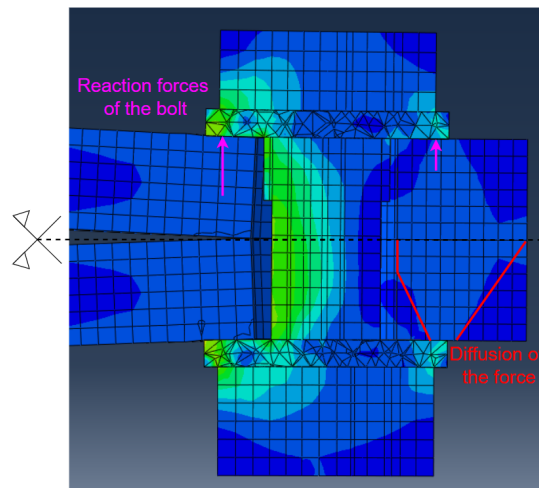 Reaction forces
of the bolt
Diffusion o
the force